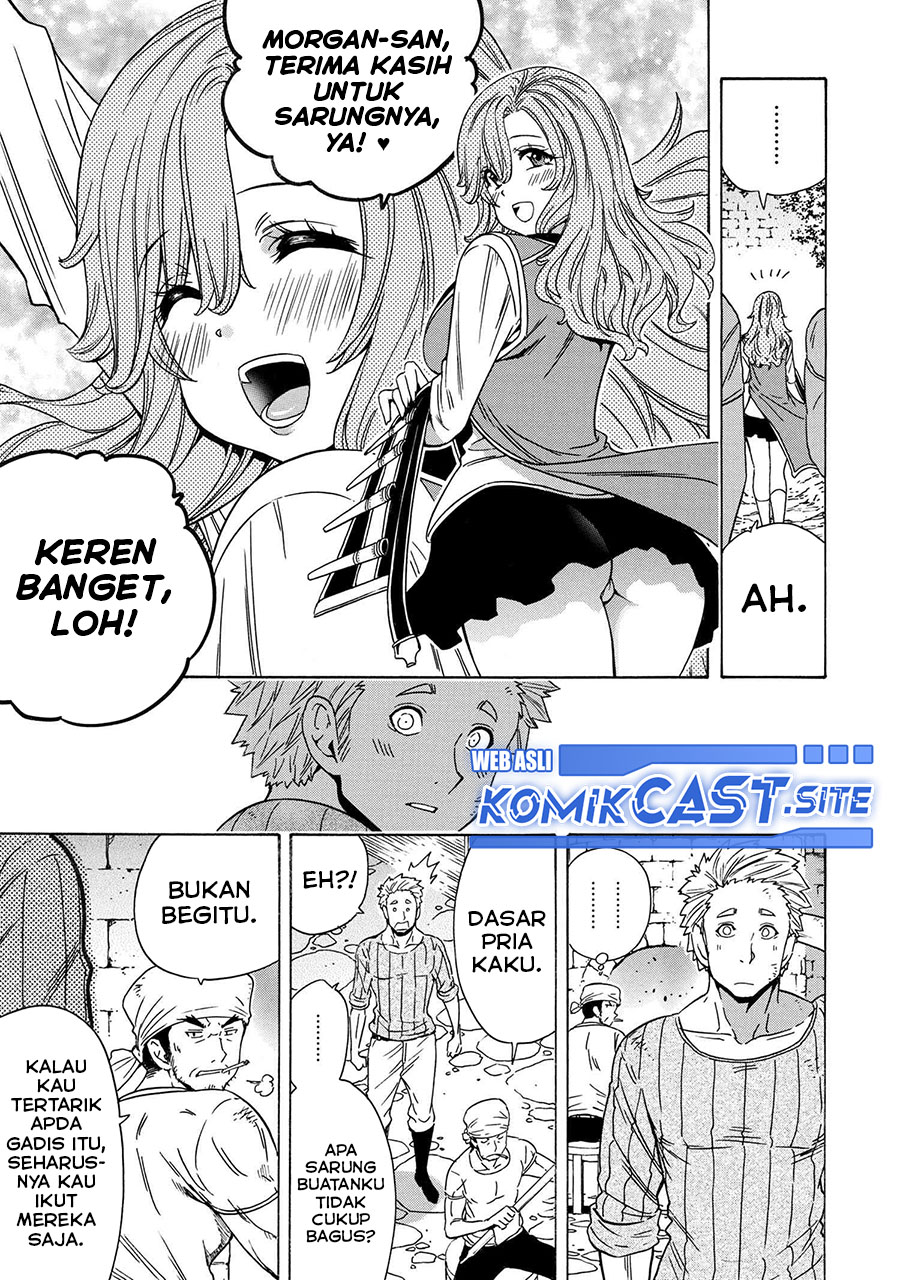 .......
AH.
MORGAN-SAN,
TERIMA KASIH
UNTUK
SARUNGNYA,
YA! ♥
KEREN
BANGET,
LOH!
WEB ASLI
KOMIKCAST.SITE
......
DASAR
PRIA
KAKU.
EH?!
......
APA
SARUNG
BUATANKU
TIDAK
CUKUP
BAGUS?
BUKAN
BEGITU.
KALAU
KAU
TERTARIK
APDA
GADIS ITU,
SEHARUS-
NYA KAU
IKUT
MEREKA
SAJA.